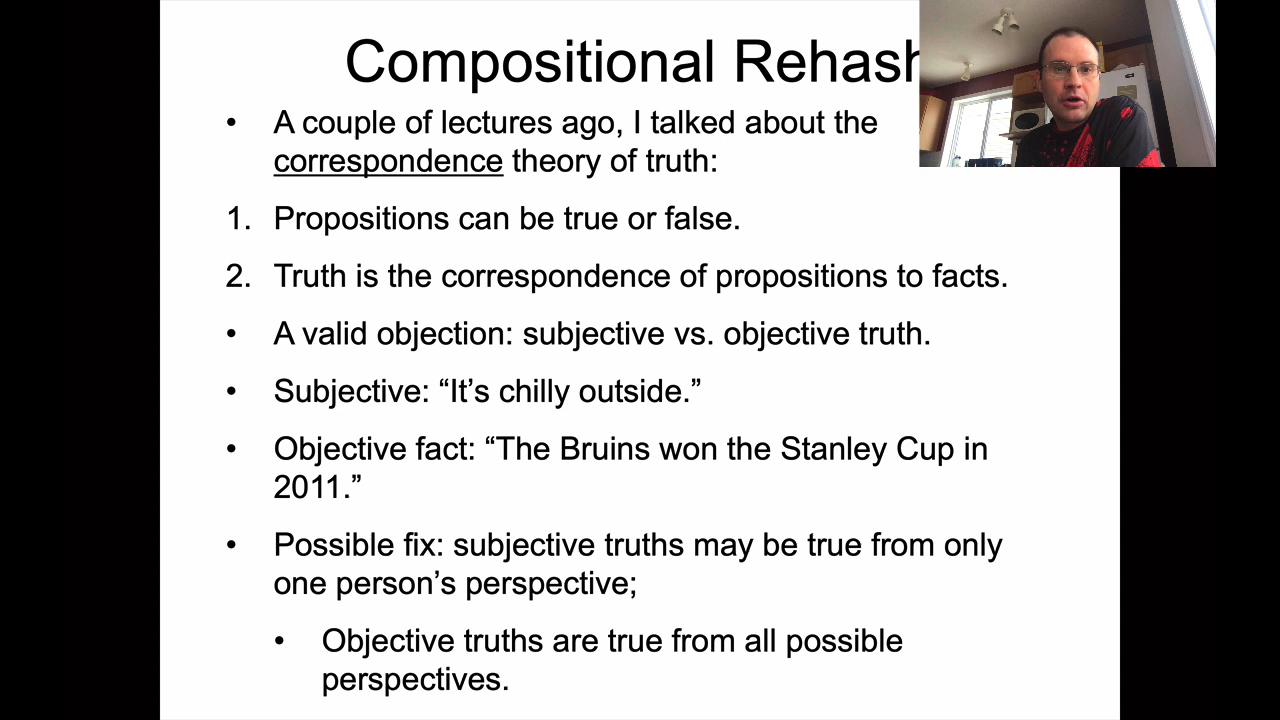 Compositional Rehash
• A couple of lectures ago, I talked about the
correspondence theory of truth:
1. Propositions can be true or false.
2. Truth is the correspondence of propositions to facts.
• A valid objection: subjective vs. objective truth.
• Subjective: “It’s chilly outside.”
• Objective fact: “The Bruins won the Stanley Cup in
2011.”
• Possible fix: subjective truths may be true from only
one person’s perspective;
• Objective truths are true from all possible
perspectives.